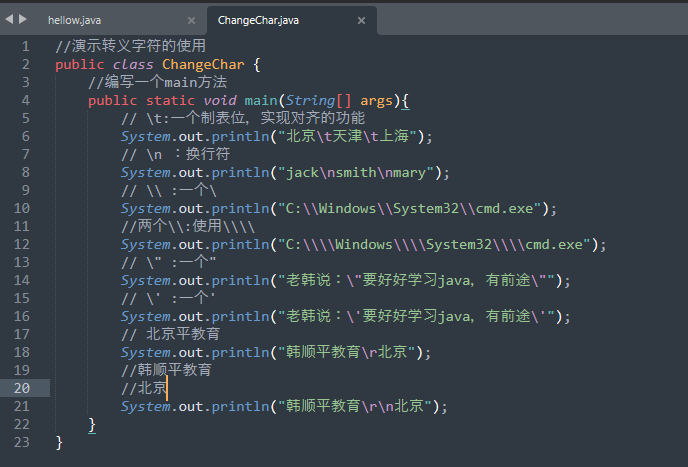 hellow.java ChangeChar.java
1 //演示转义字符的使用
2 public class ChangeChar {
3 //编写一个main方法
4 public static void main(String[] args){
5 // \t:一个制表位，实现对齐的功能
6 System.out.println("北京\t天津\t上海");
7 // \n ：换行符
8 System.out.println("jack\nsmith\nmary");
9 // \\ :一个\
10 System.out.println("C:\\Windows\\System32\\cmd.exe");
11 //两个\\:使用\\\\
12 System.out.println("C:\\\\Windows\\\\System32\\\\cmd.exe");
13 // \" :一个"
14 System.out.println("老韩说：\"要好好学习java，有前途\"");
15 // \' :一个'
16 System.out.println("老韩说：\'要好好学习java，有前途\'");
17 // 北京平教育
18 System.out.println("韩顺平教育\r北京");
19 //韩顺平教育
20 //北京
21 System.out.println("韩顺平教育\r\n北京");
22 }
23 }